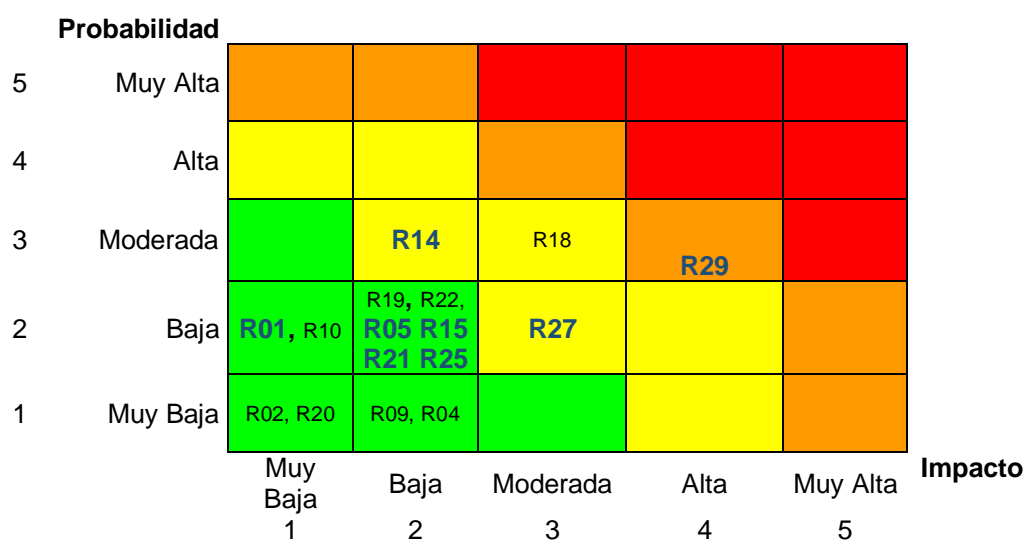 Probabilidad
5 Muy Alta
4 Alta
3 Moderada R14 R18 R29
2 Baja R01, R10 R19, R22, R05 R15 R21 R25 R27
1 Muy Baja R02, R20 R09, R04
Muy Baja Baja Moderada Alta Muy Alta Impacto
1 2 3 4 5